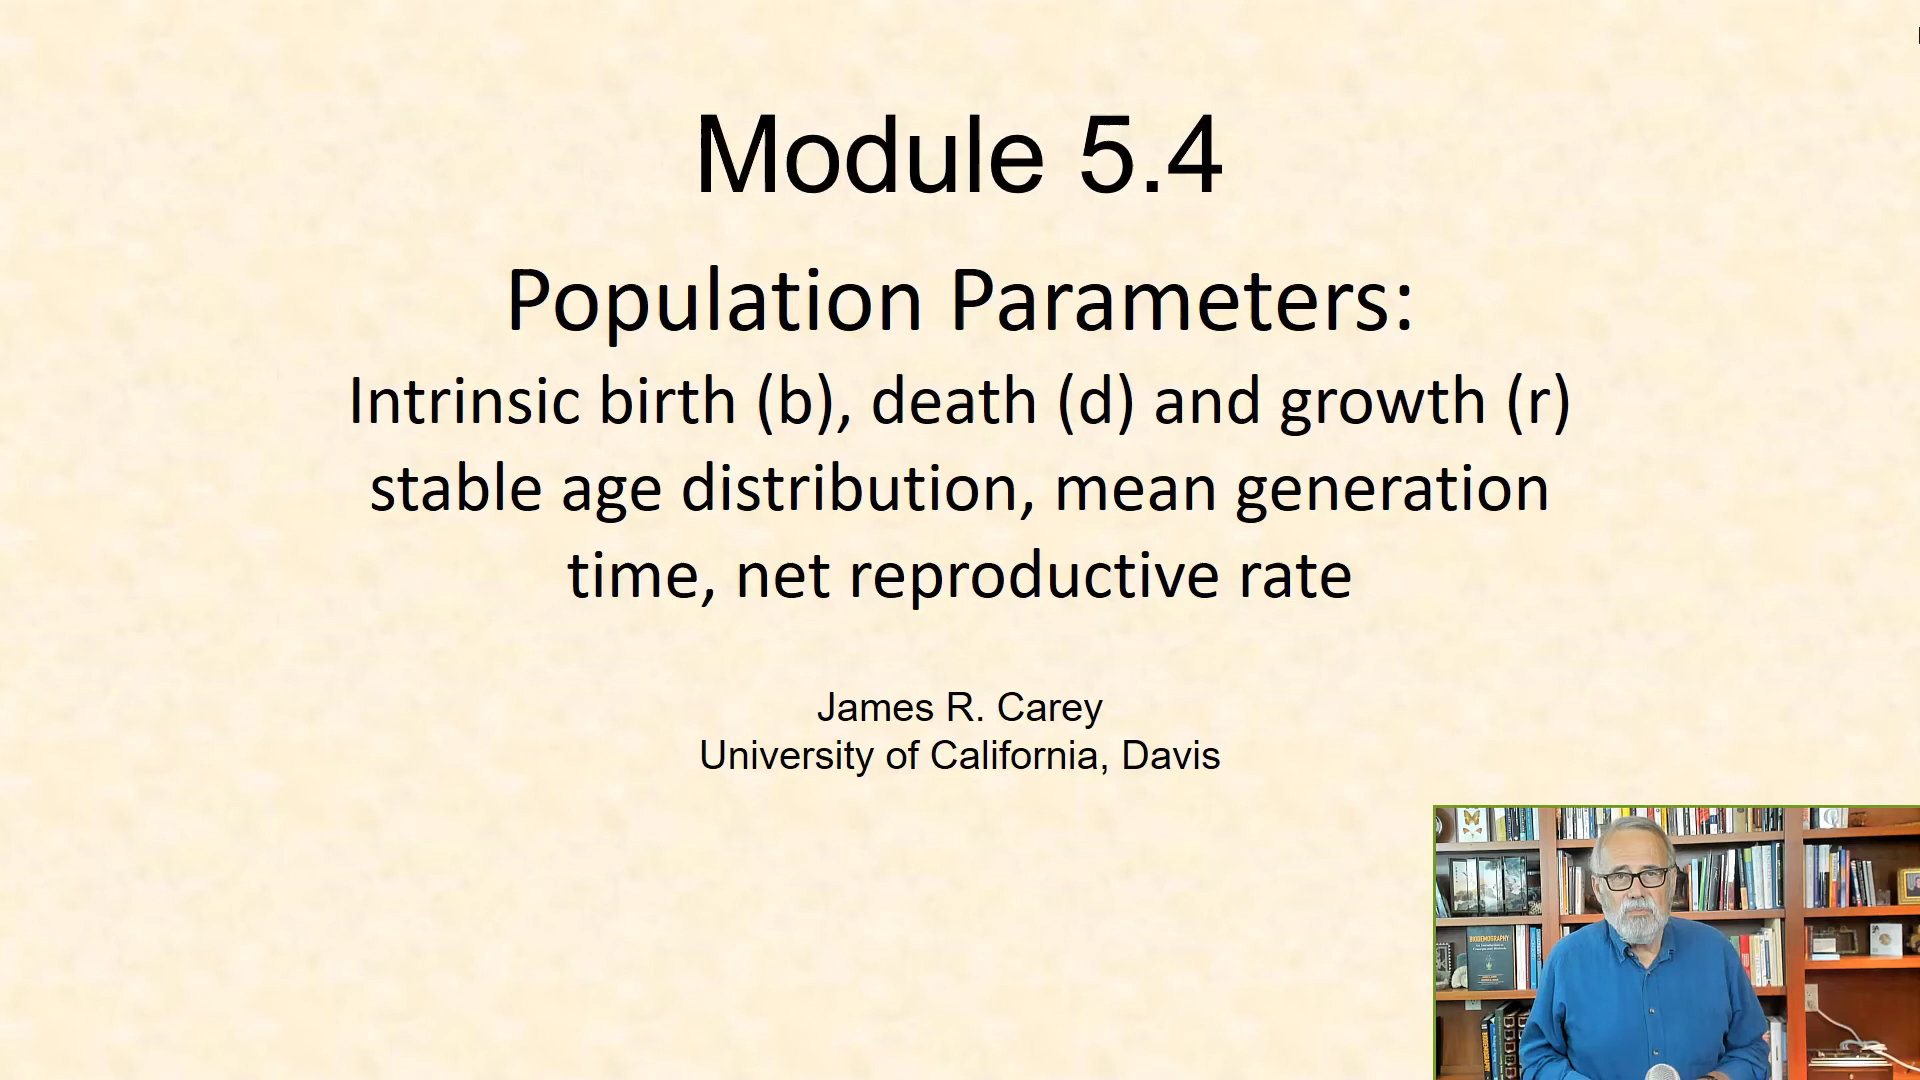 Module 5.4
Population Parameters:
Intrinsic birth (b), death (d) and growth (r)
stable age distribution, mean generation
time, net reproductive rate
James R. Carey
University of California, Davis
BIODEMOGRAPHY